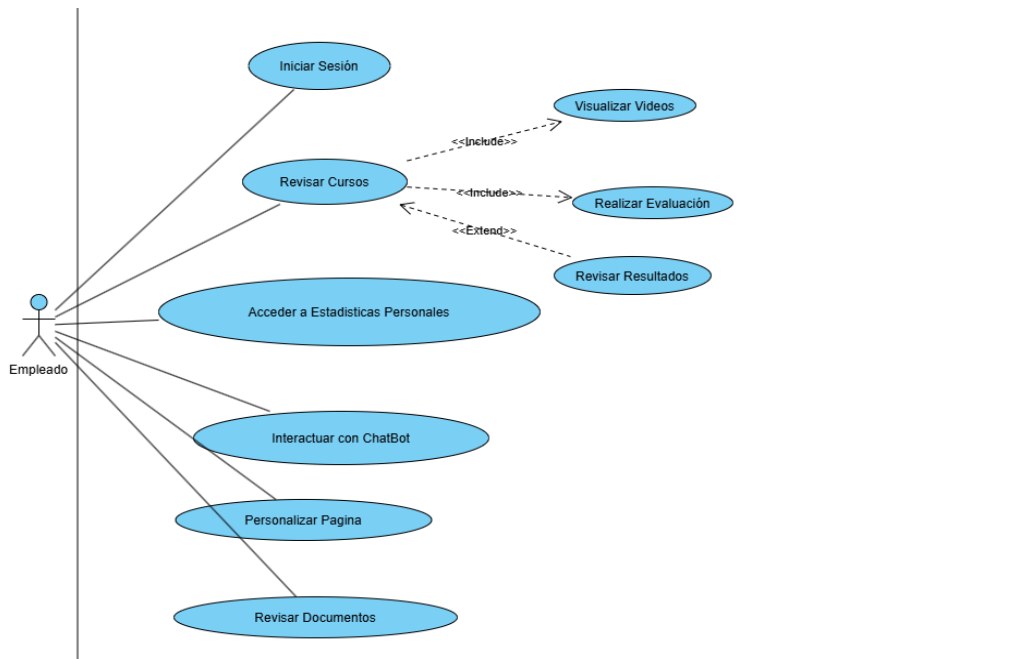 Iniciar Sesión
Visualizar Videos
<<Include>>
Revisar Cursos
<<Include>>
Realizar Evaluación
<<Extend>>
Revisar Resultados
Acceder a Estadisticas Personales
Empleado
Interactuar con ChatBot
Personalizar Pagina
Revisar Documentos